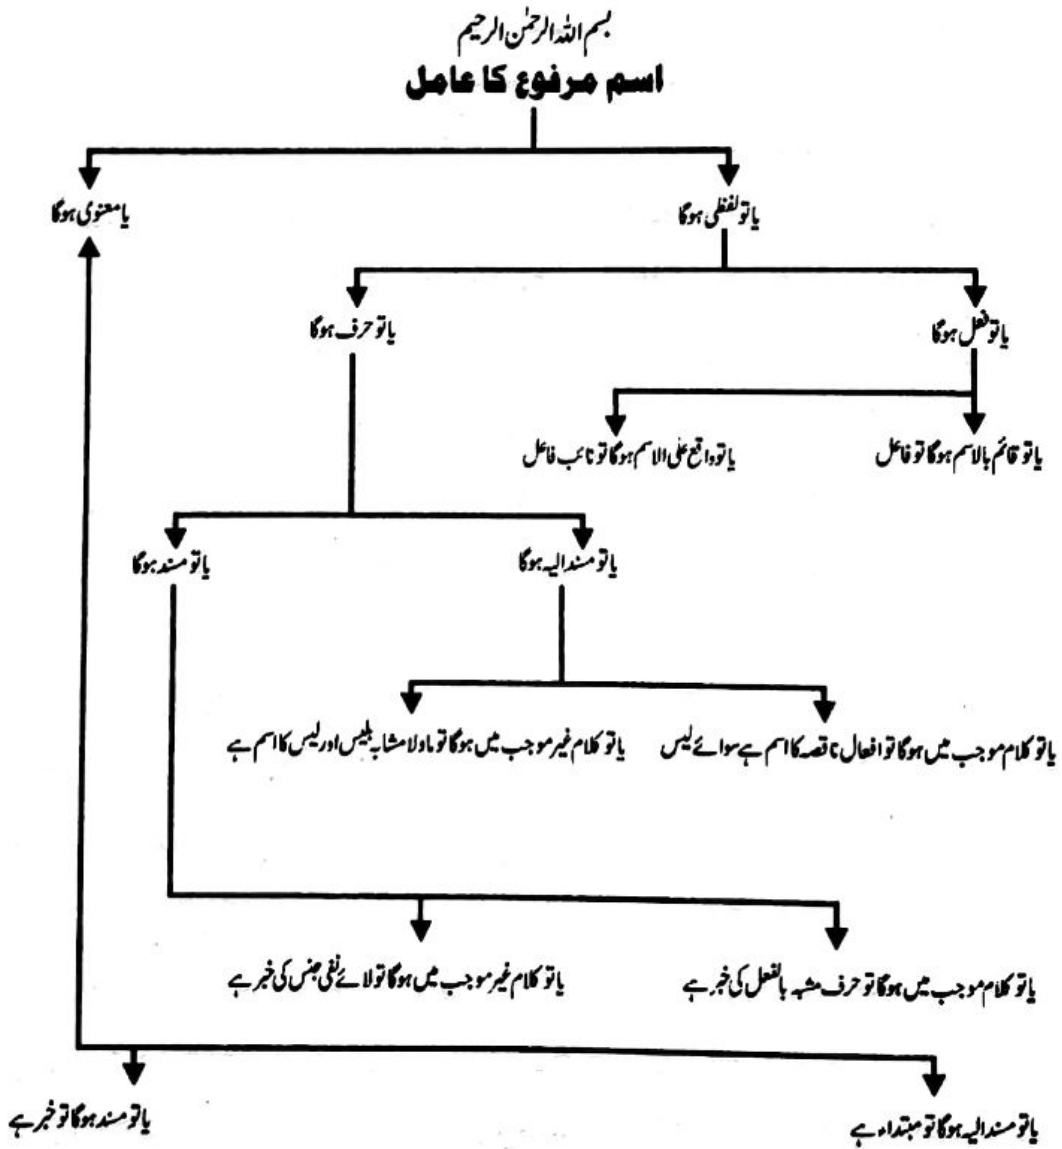 بسم اللہ الرحمٰن الرحیم
اسم مرفوع کا عامل
یا تو لفظی ہوگا
یا معنوی ہوگا
یا تو فعل ہوگا
یا تو حرف ہوگا
یا تو قائم بالاسم ہوگا تو فاعل
یا تو واقع علی الاسم ہوگا تو نائب فاعل
یا تو مسند الیہ ہوگا
یا تو مسند ہوگا
یا تو کلام موجب میں ہوگا تو افعال ناقصہ کا اسم ہے سوائے لیس
یا تو کلام غیر موجب میں ہوگا تو ماولا مشابہ بلیس اور لیس کا اسم ہے
یا تو کلام موجب میں ہوگا تو حرف مشبہ بالفعل کی خبر ہے
یا تو کلام غیر موجب میں ہوگا تو لائے نفی جنس کی خبر ہے
یا تو مسند الیہ ہوگا تو مبتداء ہے
یا تو مسند ہوگا تو خبر ہے